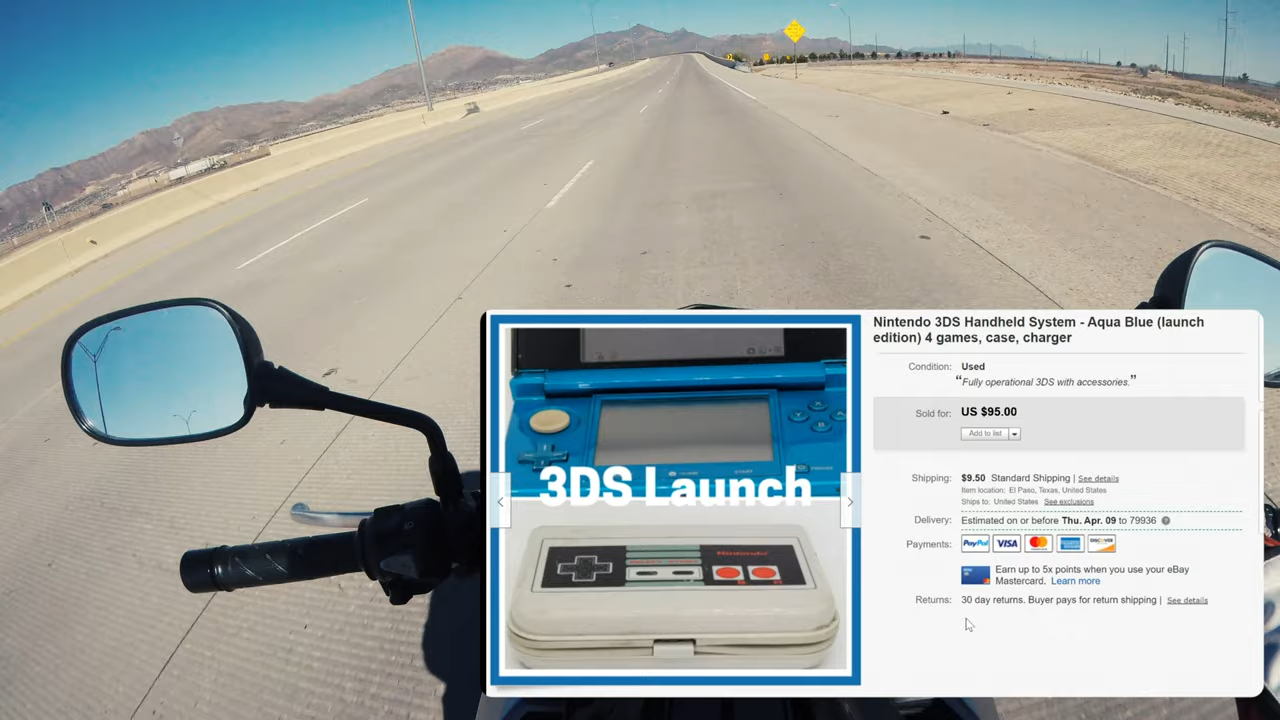 Nintendo 3DS Handheld System - Aqua Blue (launch
edition) 4 games, case, charger
Condition: Used
“Fully operational 3DS with accessories.”
Sold for: US $95.00
Add to list
3DS Launch
Shipping: $9.50 Standard Shipping | See details
Item location: El Paso, Texas, United States
Ships to: United States See exclusions
Delivery: Estimated on or before Thu. Apr. 09 to 79936
Payments: PayPal VISA MasterCard DISCOVER
Nintendo
Earn up to 5x points when you use your eBay
Mastercard. Learn more
Returns: 30 day returns. Buyer pays for return shipping | See details